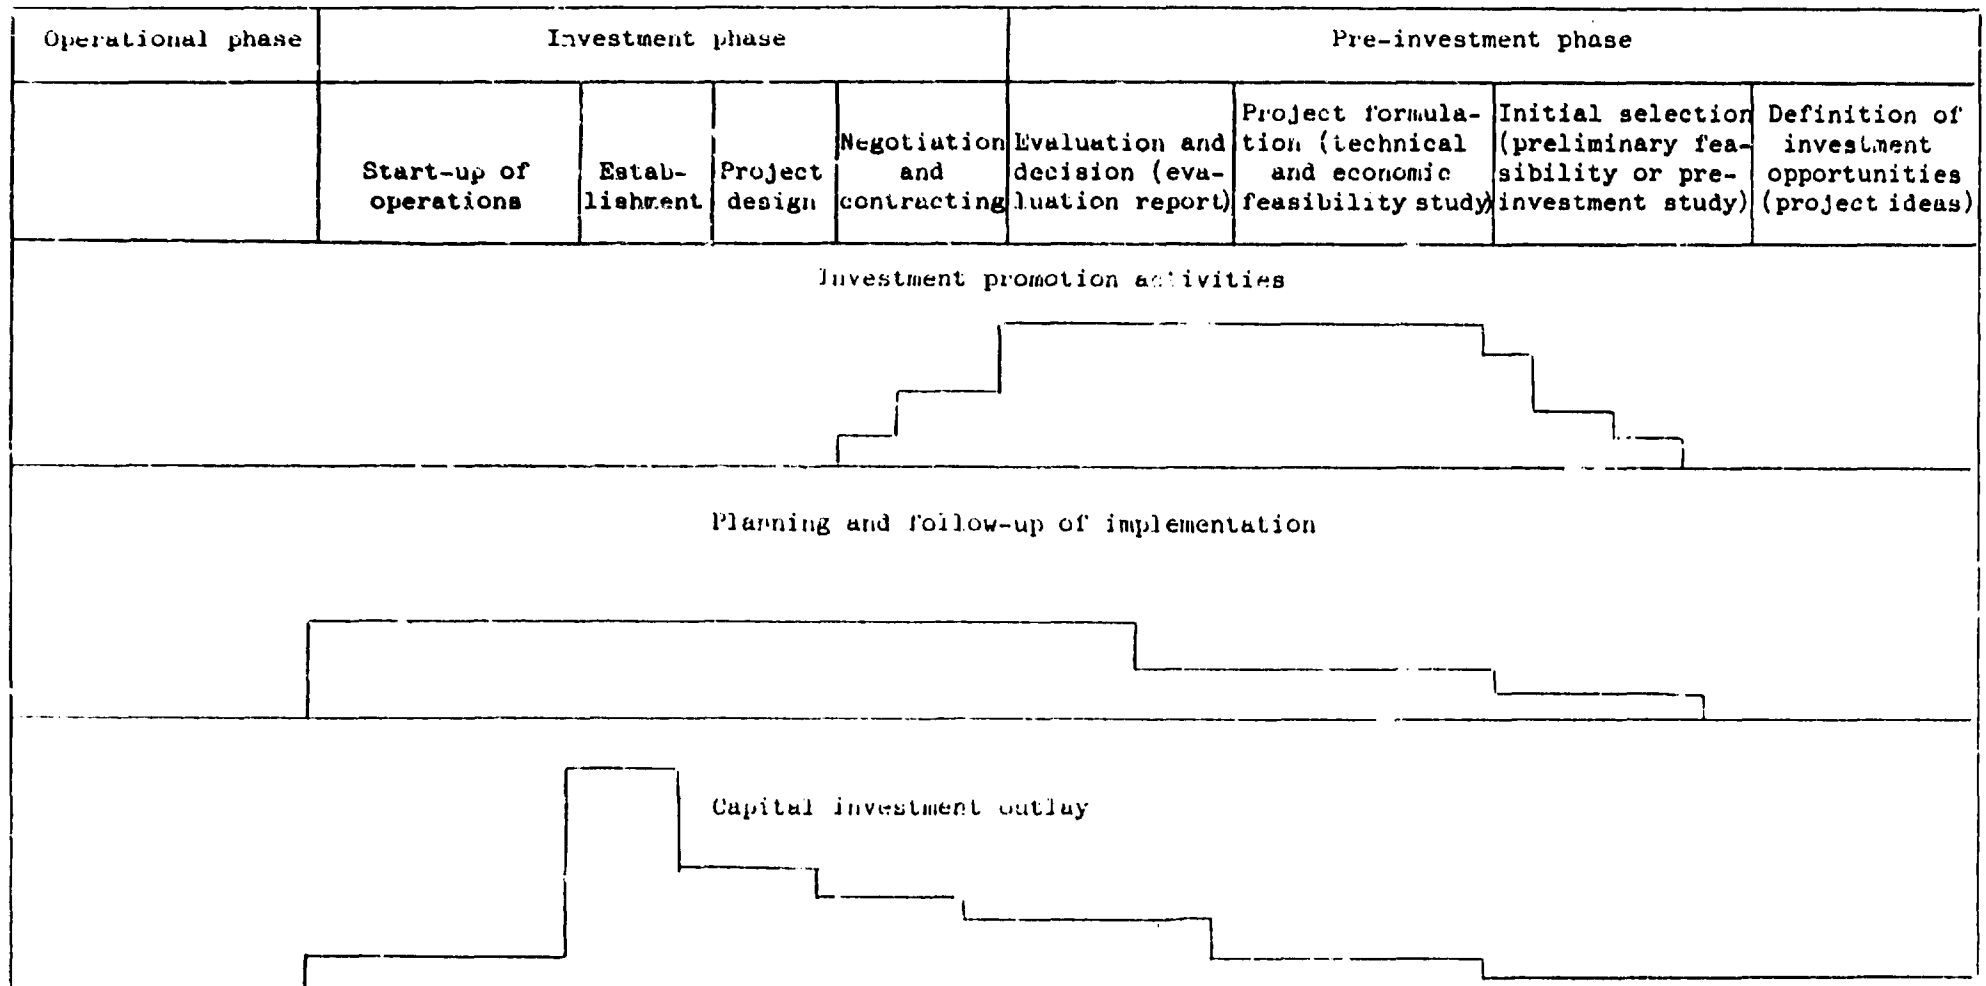 Operational phase
Investment phase
Pre-investment phase
Start-up of
operations
Estab-
lishment
Project
design
Negotiation
and
contracting
Evaluation and
decision (eva-
luation report)
Project formula-
tion (technical
and economic
feasibility study)
Initial selection
(preliminary fea-
sibility or pre-
investment study)
Definition of
investment
opportunities
(project ideas)
Investment promotion activities
Planning and follow-up of implementation
Capital investment outlay